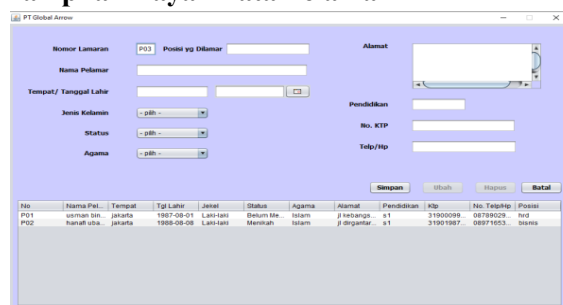 PT Global Arrow
Nomor Lamaran P03 Posisi yg Dilamar
Nama Pelamar
Tempat/ Tanggal Lahir
Jenis Kelamin - pilih -
Status - pilih -
Agama - pilih -
Alamat
Pendidikan
No. KTP
Telp/Hp
Simpan Ubah Hapus Batal
No Nama Pel... Tempat Tgl Lahir Jekel Status Agama Alamat Pendidikan Ktp No. Telp/Hp Posisi
P01 usman bin... jakarta 1987-08-01 Laki-laki Belum Me... Islam jl kebangs... s1 31900099... 08789029... hrd
P02 hanafi uba... jakarta 1988-08-08 Laki-laki Menikah Islam jl dirgantar... s1 31901987... 08971653... bisnis